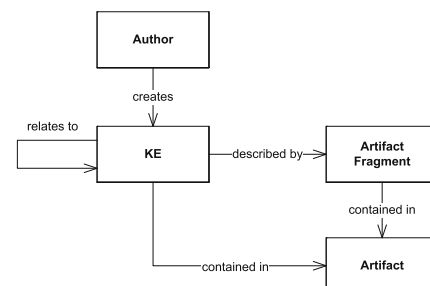 Author
creates
relates to
KE
described by
Artifact
Fragment
contained in
contained in
Artifact